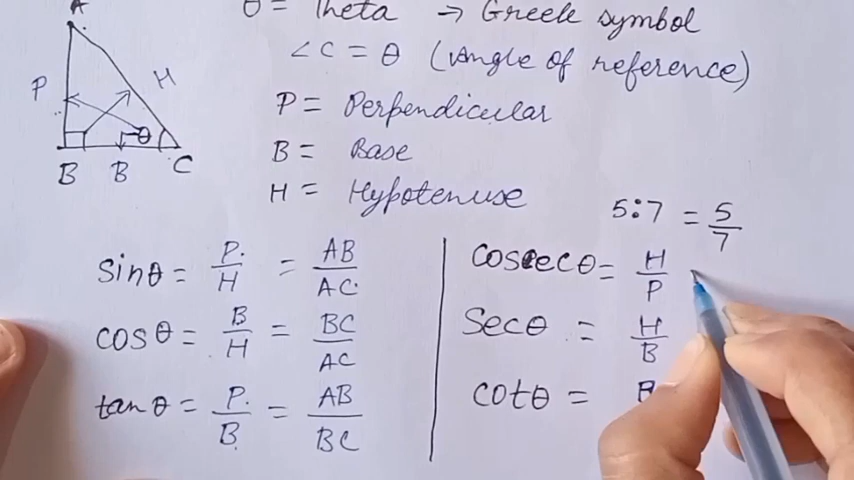 A
θ = Theta → Greek symbol
∠C = θ (Angle of reference)
P H
P = Perpendicular
θ
B B C
B = Base
H = Hypotenuse
5:7 = 5/7
sinθ = P/H = AB/AC
cosecθ = H/P
cosθ = B/H = BC/AC
secθ = H/B
tanθ = P/B = AB/BC
cotθ =